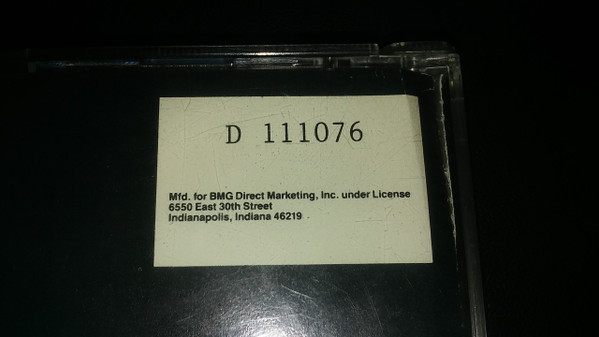 D 111076
Mfd. for BMG Direct Marketing, Inc. under License
6550 East 30th Street
Indianapolis, Indiana 46219